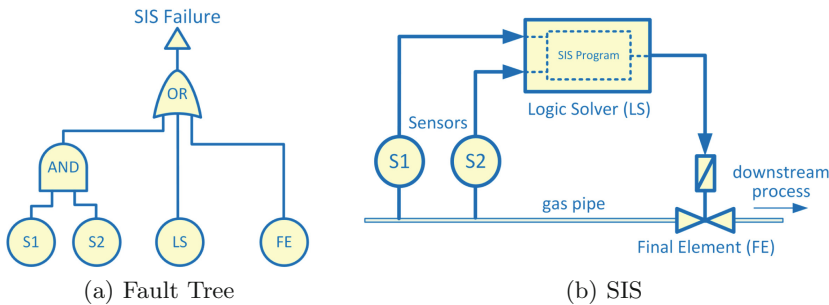 SIS Failure
OR
AND
S1
S2
LS
FE
(a) Fault Tree
SIS Program
Logic Solver (LS)
Sensors
S1
S2
gas pipe
downstream
process
Final Element (FE)
(b) SIS